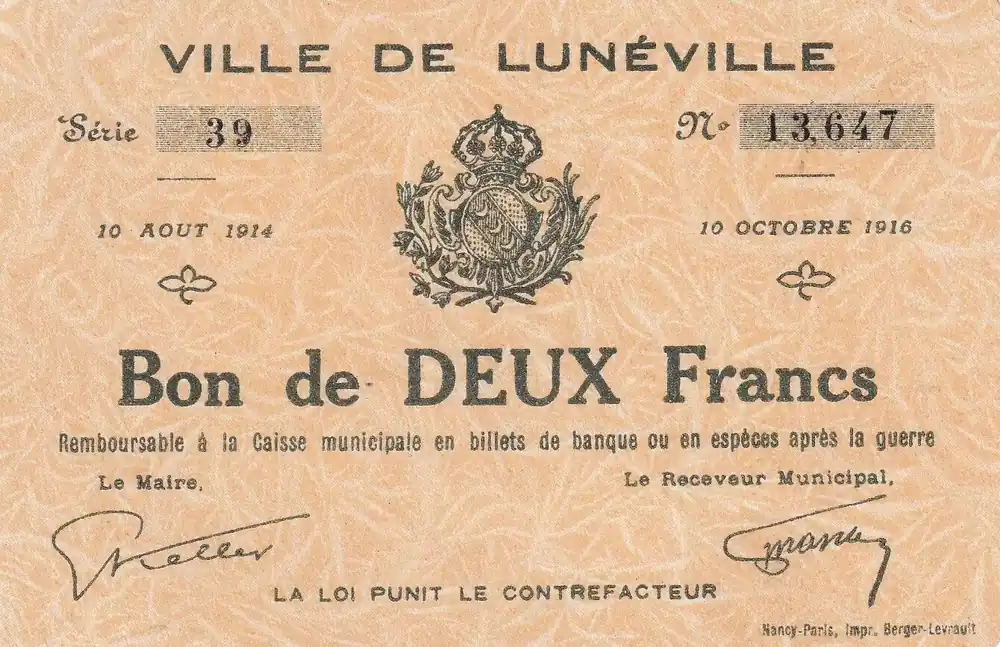 VILLE DE LUNÉVILLE
Série 39
No 13,647
10 AOUT 1914
10 OCTOBRE 1916
Bon de DEUX Francs
Remboursable à la Caisse municipale en billets de banque ou en espèces après la guerre
Le Maire,
Le Receveur Municipal,
Keller
LA LOI PUNIT LE CONTREFACTEUR
Nancy-Paris, Impr. Berger-Levrault